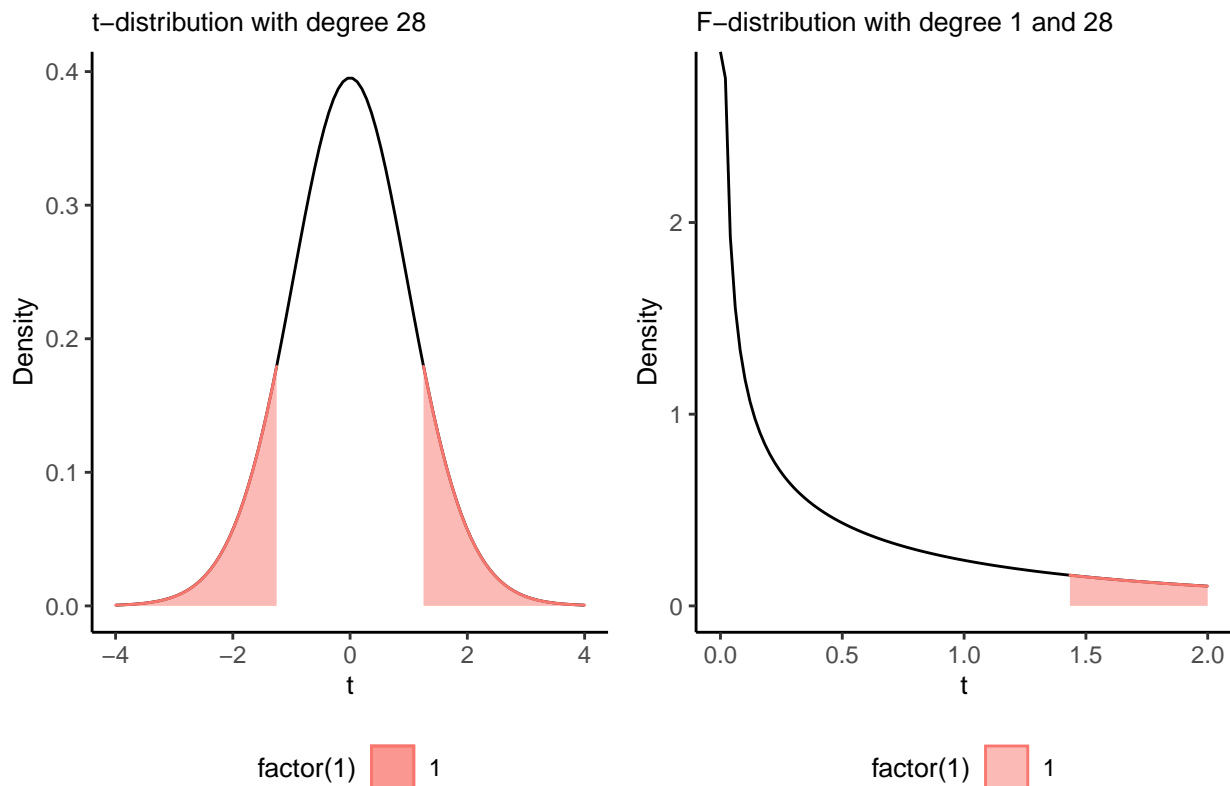 t−distribution with degree 28
F−distribution with degree 1 and 28
Density
0.4
0.3
0.2
0.1
0.0
−4
−2
0
2
4
t
Density
2
1
0
0.0
0.5
1.0
1.5
2.0
t
factor(1)
1
factor(1)
1